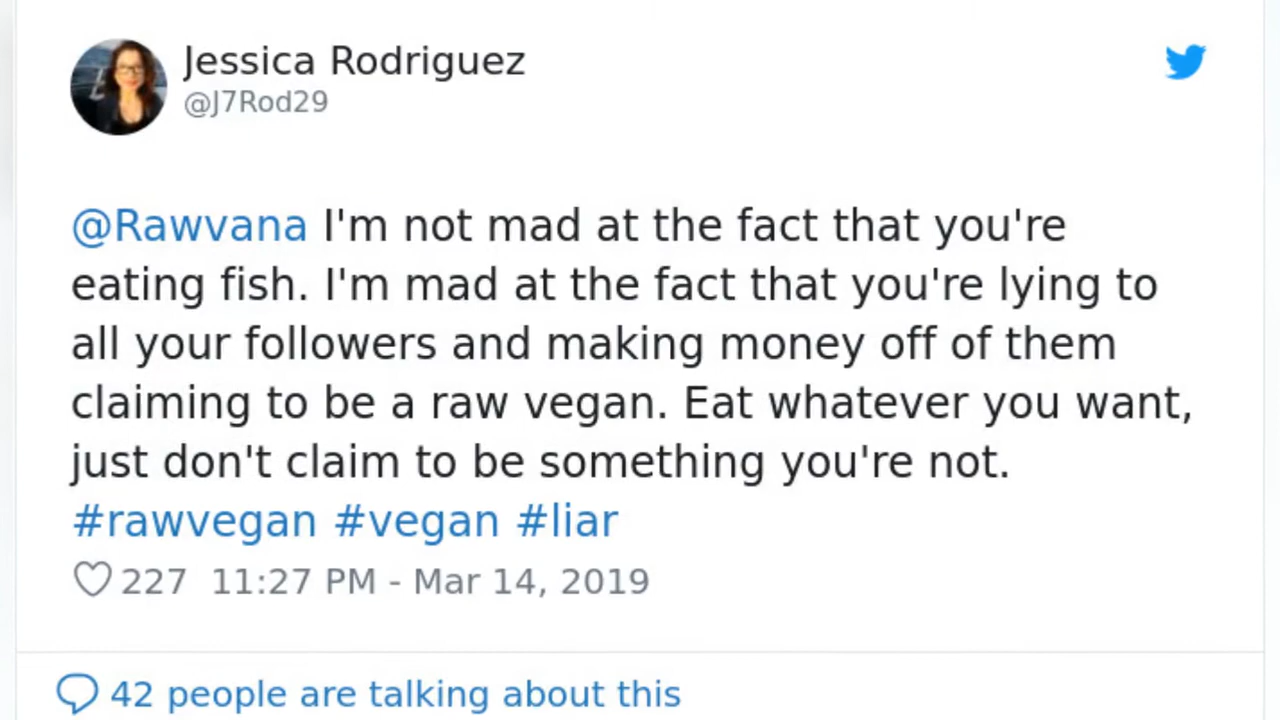 Jessica Rodriguez
@J7Rod29
@Rawvana I'm not mad at the fact that you're
eating fish. I'm mad at the fact that you're lying to
all your followers and making money off of them
claiming to be a raw vegan. Eat whatever you want,
just don't claim to be something you're not.
#rawvegan #vegan #liar
227 11:27 PM - Mar 14, 2019
42 people are talking about this